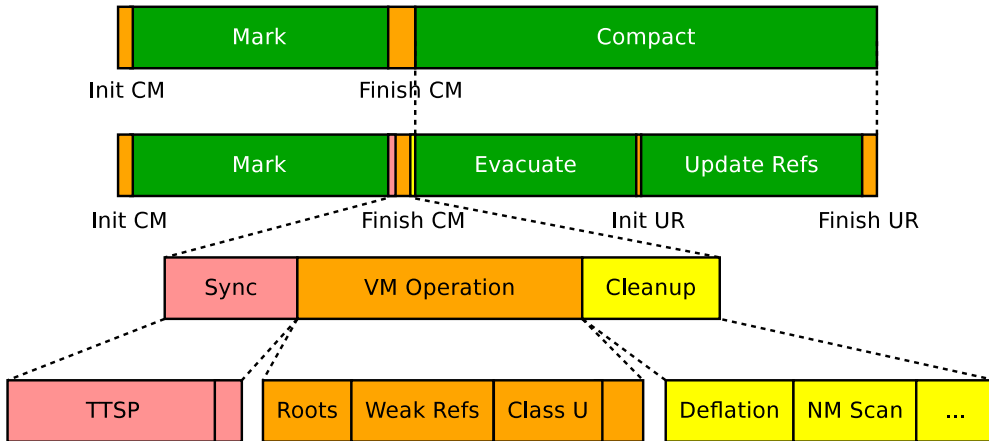 Mark Compact
Init CM Finish CM
Mark Evacuate Update Refs
Init CM Finish CM Init UR Finish UR
Sync VM Operation Cleanup
TTSP Roots Weak Refs Class U Deflation NM Scan ...